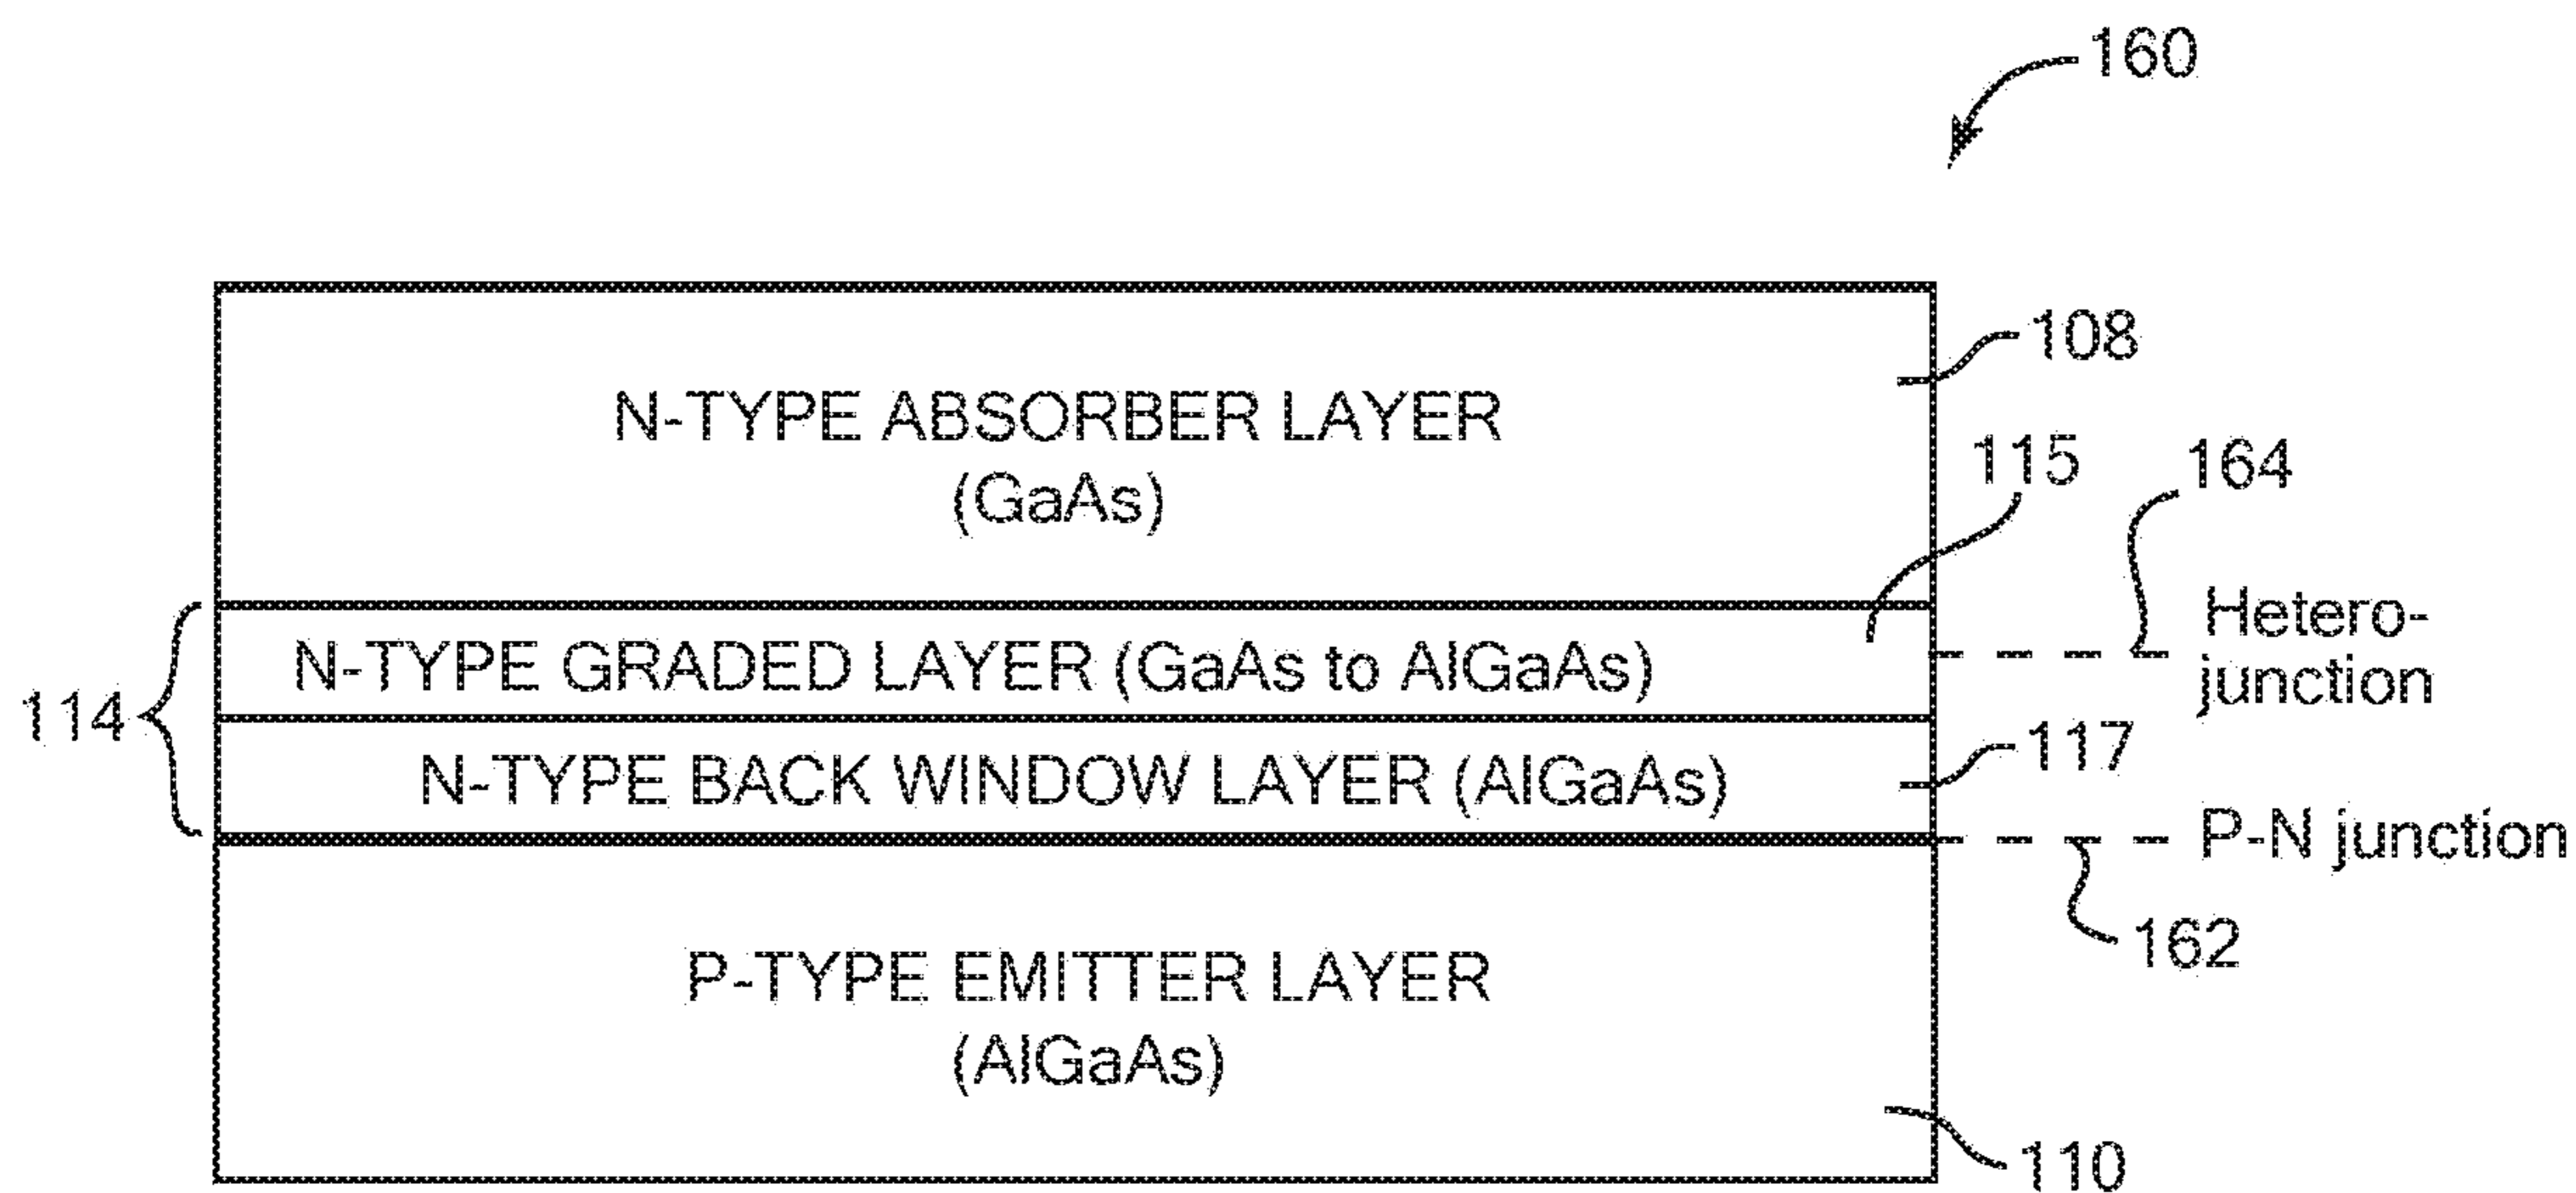 160
108
N-TYPE ABSORBER LAYER
(GaAs)
115
164
Hetero-
junction
N-TYPE GRADED LAYER (GaAs to AlGaAs)
114
117
N-TYPE BACK WINDOW LAYER (AlGaAs)
P-N junction
162
P-TYPE EMITTER LAYER
(AlGaAs)
110